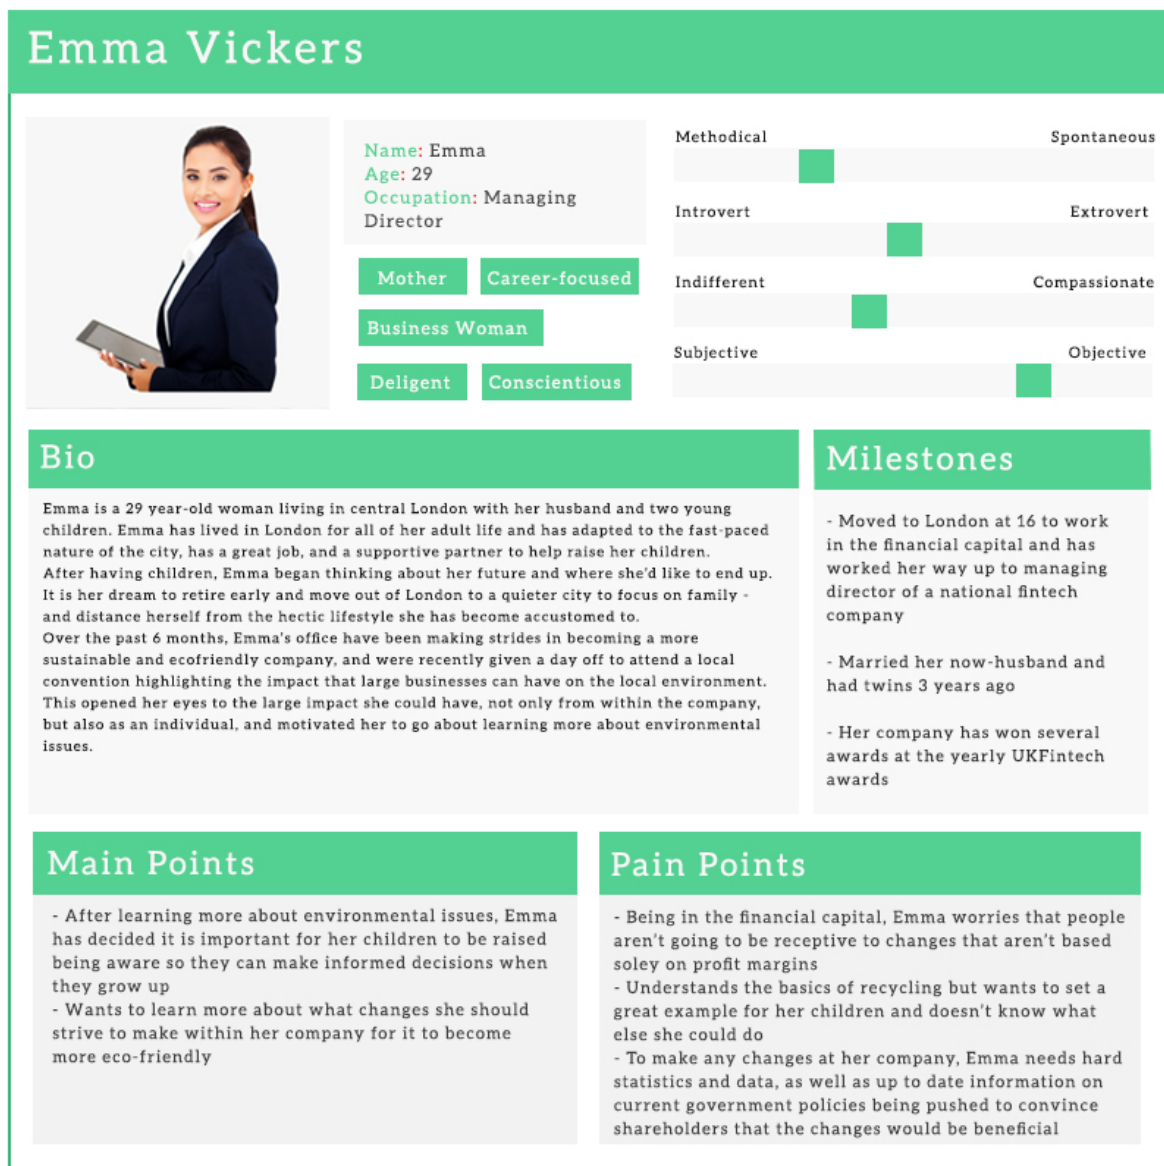 Emma Vickers
Name: Emma
Age: 29
Occupation: Managing
Director
Mother
Career-focused
Business Woman
Deligent
Conscientious
Methodical
Spontaneous
Introvert
Extrovert
Indifferent
Compassionate
Subjective
Objective
Bio
Emma is a 29 year-old woman living in central London with her husband and two young
children. Emma has lived in London for all of her adult life and has adapted to the fast-paced
nature of the city, has a great job, and a supportive partner to help raise her children.
After having children, Emma began thinking about her future and where she'd like to end up.
It is her dream to retire early and move out of London to a quieter city to focus on family -
and distance herself from the hectic lifestyle she has become accustomed to.
Over the past 6 months, Emma's office have been making strides in becoming a more
sustainable and ecofriendly company, and were recently given a day off to attend a local
convention highlighting the impact that large businesses can have on the local environment.
This opened her eyes to the large impact she could have, not only from within the company,
but also as an individual, and motivated her to go about learning more about environmental
issues.
Milestones
- Moved to London at 16 to work
in the financial capital and has
worked her way up to managing
director of a national fintech
company
- Married her now-husband and
had twins 3 years ago
- Her company has won several
awards at the yearly UKFintech
awards
Main Points
- After learning more about environmental issues, Emma
has decided it is important for her children to be raised
being aware so they can make informed decisions when
they grow up
- Wants to learn more about what changes she should
strive to make within her company for it to become
more eco-friendly
Pain Points
- Being in the financial capital, Emma worries that people
aren't going to be receptive to changes that aren't based
soley on profit margins
- Understands the basics of recycling but wants to set a
great example for her children and doesn't know what
else she could do
- To make any changes at her company, Emma needs hard
statistics and data, as well as up to date information on
current government policies being pushed to convince
shareholders that the changes would be beneficial